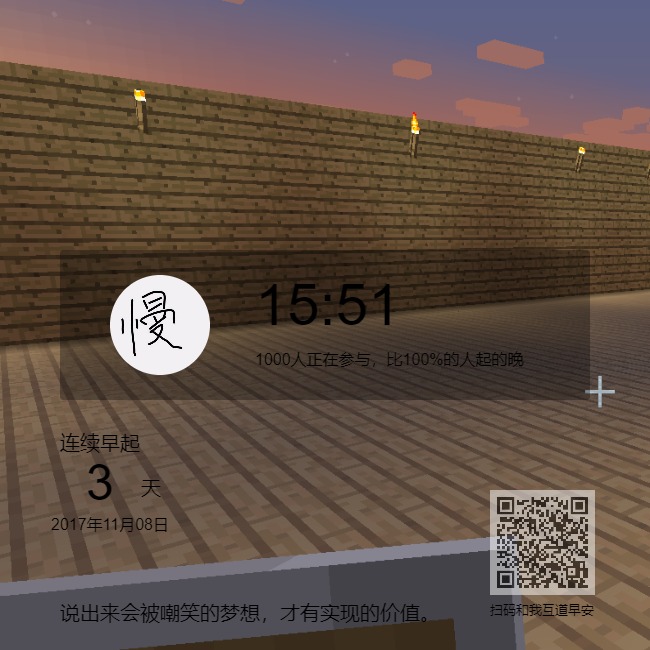 慢
15:51
1000人正在参与，比100%的人起的晚
连续早起
3 天
2017年11月08日
说出来会被嘲笑的梦想，才有实现的价值。
扫码和我互道早安